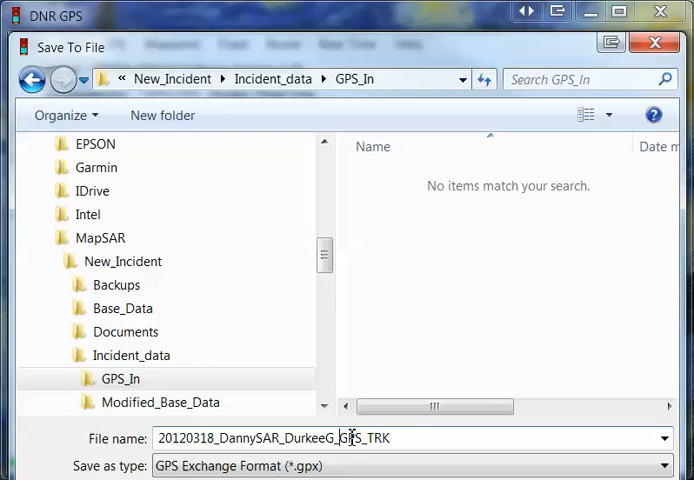 DNR GPS
Save To File
« New_Incident Incident_data GPS_In Search GPS_In
Organize New folder
EPSON
Garmin
IDrive
Intel
MapSAR
New_Incident
Backups
Base_Data
Documents
Incident_data
GPS_In
Modified_Base_Data
Name Date m
No items match your search.
File name: 20120318_DannySAR_DurkeeG_GPS_TRK
Save as type: GPS Exchange Format (*.gpx)